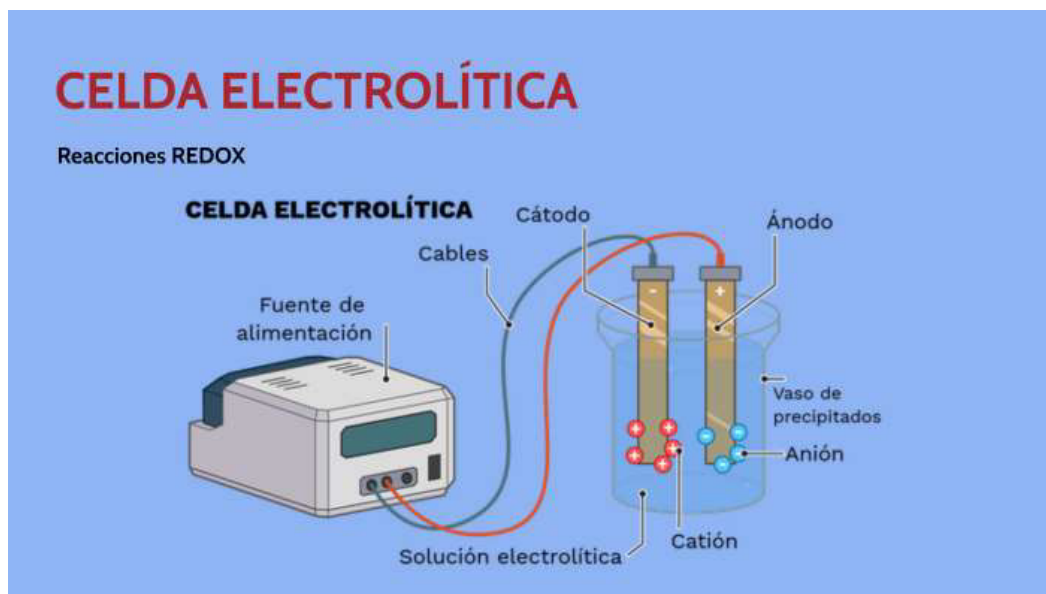 CELDA ELECTROLÍTICA
Reacciones REDOX
CELDA ELECTROLÍTICA
Cátodo
Ánodo
Cables
Fuente de
alimentación
Vaso de
precipitados
Anión
Catión
Solución electrolítica